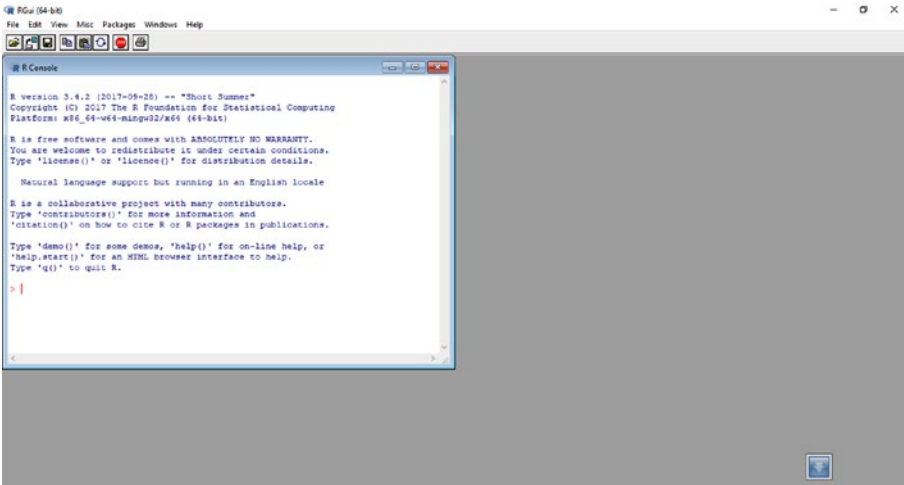 RGui (64-bit)
File Edit View Misc Packages Windows Help
R Console
R version 3.4.2 (2017-09-28) -- "Short Summer"
Copyright (C) 2017 The R Foundation for Statistical Computing
Platform: x86_64-w64-mingw32/x64 (64-bit)
R is free software and comes with ABSOLUTELY NO WARRANTY.
You are welcome to redistribute it under certain conditions.
Type 'license()' or 'licence()' for distribution details.
Natural language support but running in an English locale
R is a collaborative project with many contributors.
Type 'contributors()' for more information and
'citation()' on how to cite R or R packages in publications.
Type 'demo()' for some demos, 'help()' for on-line help, or
'help.start()' for an HTML browser interface to help.
Type 'q()' to quit R.
>